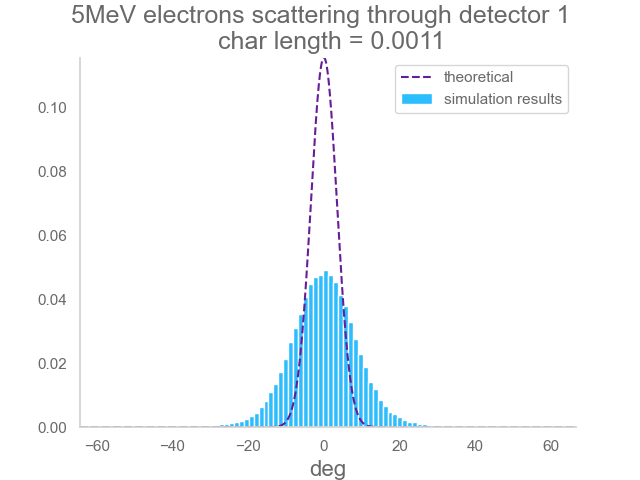 5MeV electrons scattering through detector 1
char length = 0.0011
theoretical
simulation results
0.10
0.08
0.06
0.04
0.02
0.00
−60
−40
−20
0
20
40
60
deg